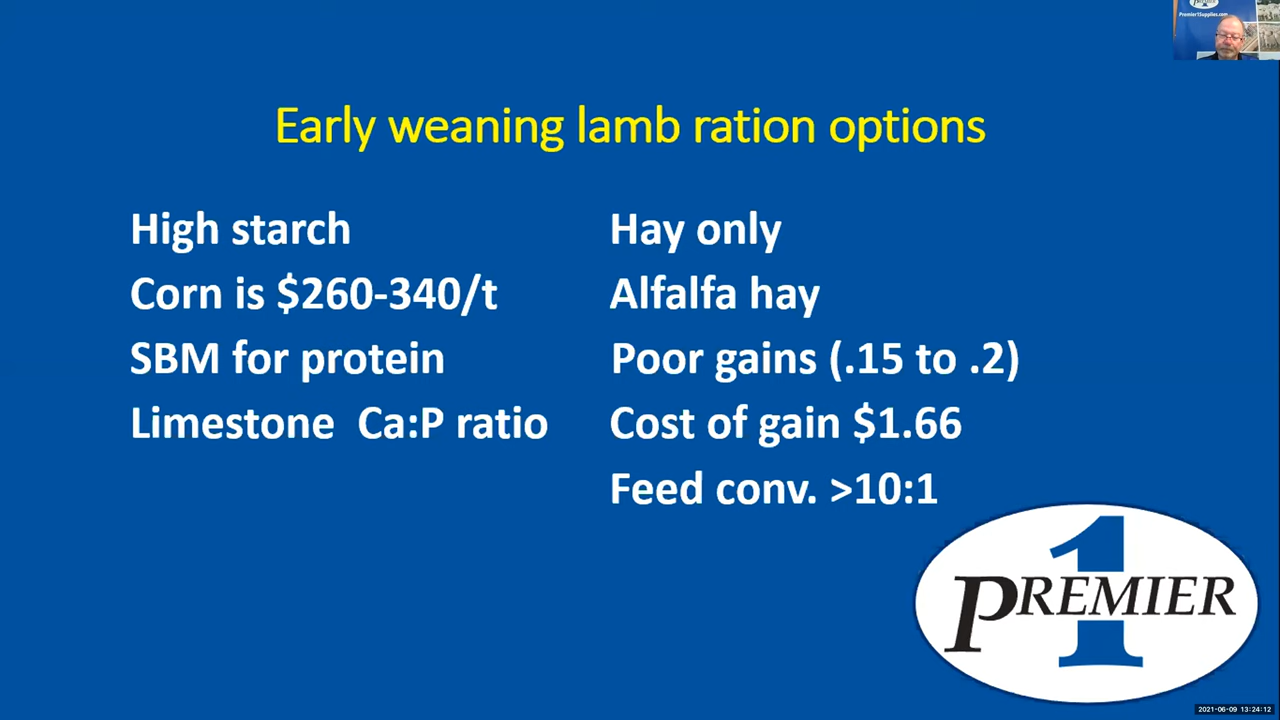 Premier1Supplies.com
Early weaning lamb ration options
High starch
Corn is $260-340/t
SBM for protein
Limestone  Ca:P ratio
Hay only
Alfalfa hay
Poor gains (.15 to .2)
Cost of gain $1.66
Feed conv. >10:1
1
PREMIER
2021-06-09 13:24:12